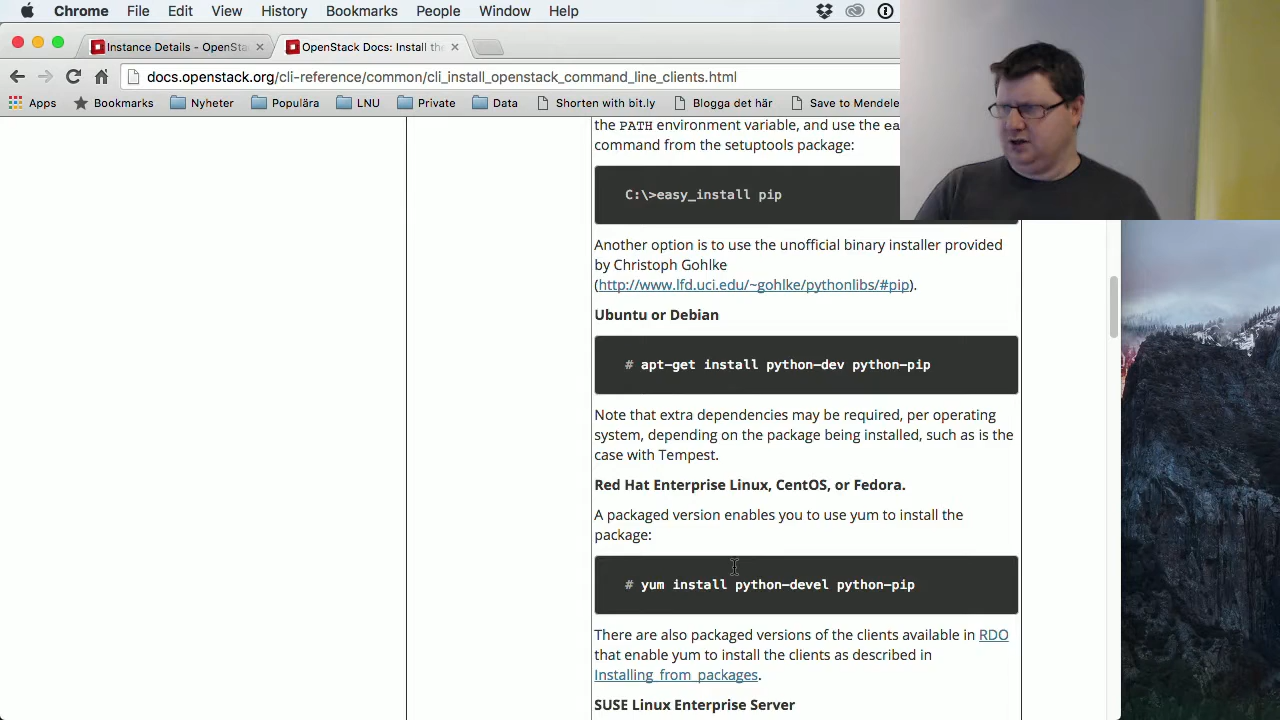 Chrome File Edit View History Bookmarks People Window Help
Instance Details - OpenSta
OpenStack Docs: Install the
docs.openstack.org/cli-reference/common/cli_install_openstack_command_line_clients.html
Apps Bookmarks Nyheter Populära LNU Private Data Shorten with bit.ly Blogga det här Save to Mendele
the PATH environment variable, and use the ea
command from the setuptools package:
C:\>easy_install pip
Another option is to use the unofficial binary installer provided
by Christoph Gohlke
(http://www.lfd.uci.edu/~gohlke/pythonlibs/#pip).
Ubuntu or Debian
# apt-get install python-dev python-pip
Note that extra dependencies may be required, per operating
system, depending on the package being installed, such as is the
case with Tempest.
Red Hat Enterprise Linux, CentOS, or Fedora.
A packaged version enables you to use yum to install the
package:
# yum install python-devel python-pip
There are also packaged versions of the clients available in RDO
that enable yum to install the clients as described in
Installing_from_packages.
SUSE Linux Enterprise Server